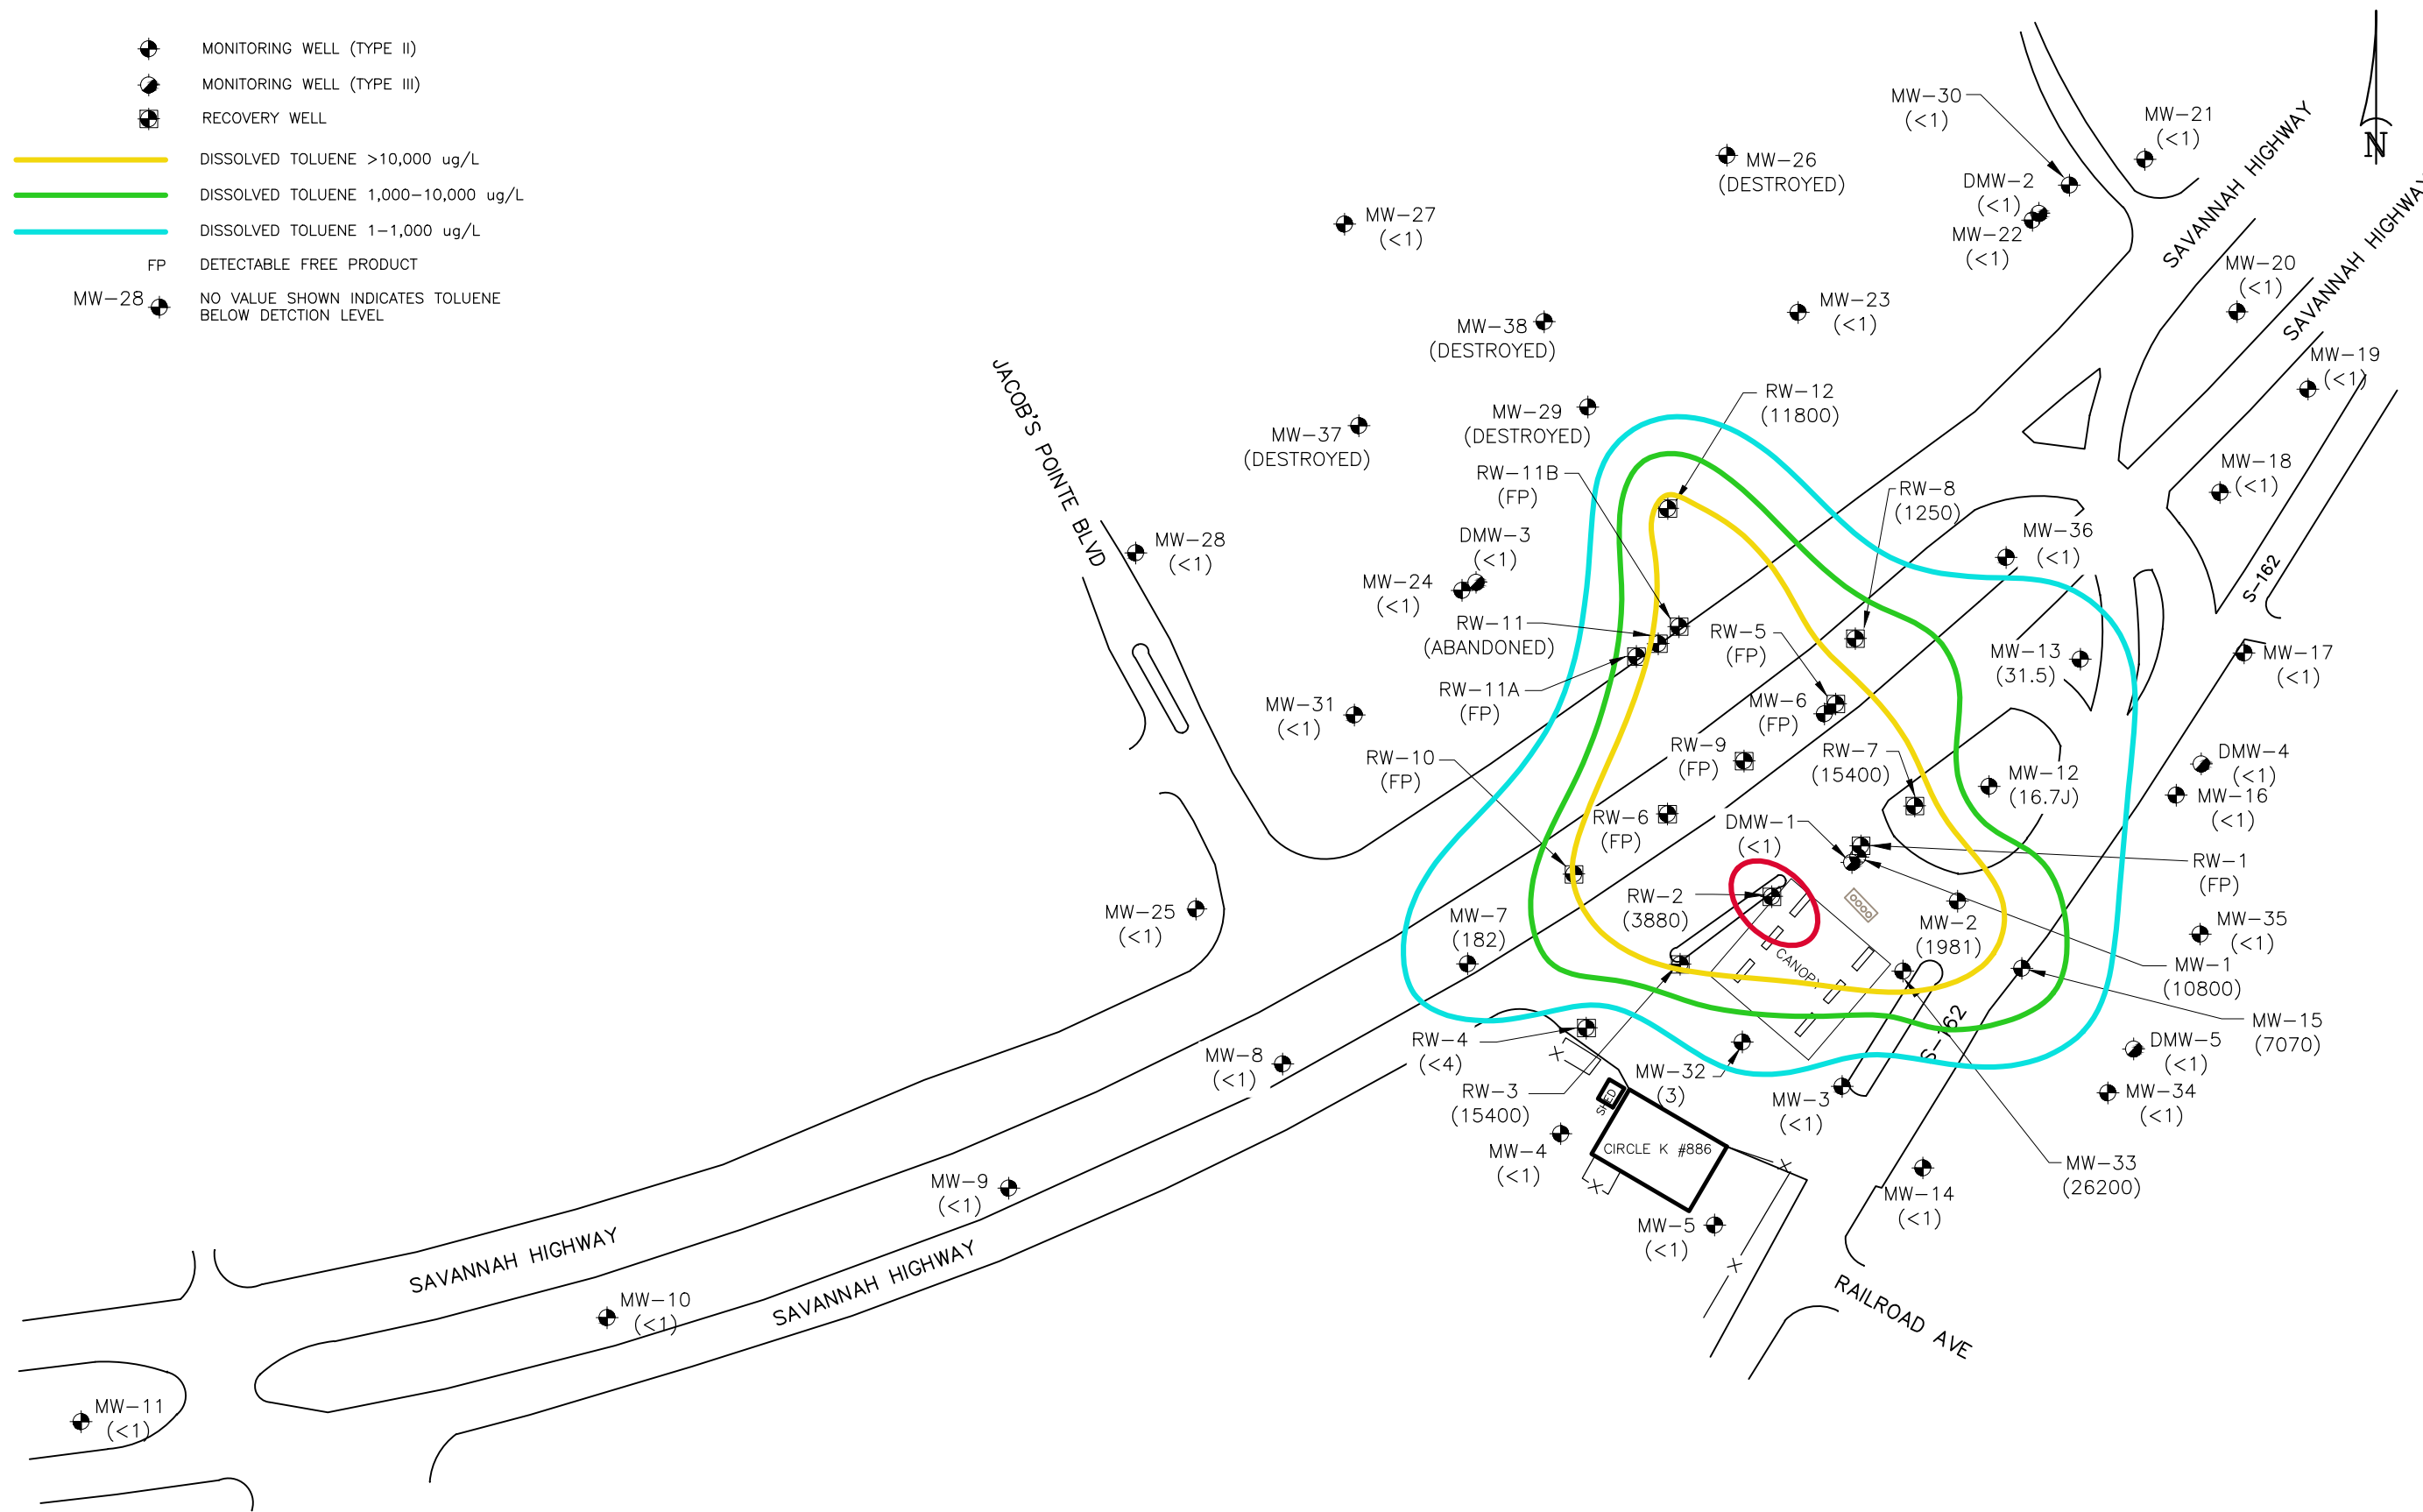 MONITORING WELL (TYPE II)
MONITORING WELL (TYPE III)
RECOVERY WELL
DISSOLVED TOLUENE >10,000 ug/L
DISSOLVED TOLUENE 1,000-10,000 ug/L
DISSOLVED TOLUENE 1-1,000 ug/L
FP DETECTABLE FREE PRODUCT
MW-28 NO VALUE SHOWN INDICATES TOLUENE
BELOW DETCTION LEVEL
N
MW-30
(<1)
MW-21
(<1)
SAVANNAH HIGHWAY
SAVANNAH HIGHWAY
MW-26
(DESTROYED)
DMW-2
(<1)
MW-22
(<1)
MW-27
(<1)
MW-20
(<1)
MW-23
(<1)
MW-38
(DESTROYED)
MW-19
(<1)
JACOB'S POINTE BLVD
RW-12
(11800)
MW-29
(DESTROYED)
MW-37
(DESTROYED)
RW-11B
(FP)
MW-18
(<1)
RW-8
(1250)
DMW-3
(<1)
MW-36
(<1)
MW-28
(<1)
MW-24
(<1)
S-162
RW-11
(ABANDONED)
RW-5
(FP)
MW-13
(31.5)
MW-17
(<1)
RW-11A
(FP)
MW-31
(<1)
MW-6
(FP)
RW-9
(FP)
RW-7
(15400)
DMW-4
(<1)
RW-10
(FP)
MW-12
(16.7J)
MW-16
(<1)
RW-6
(FP)
DMW-1
(<1)
RW-1
(FP)
RW-2
(3880)
MW-25
(<1)
MW-7
(182)
MW-2
(1981)
MW-35
(<1)
CANOPY
MW-1
(10800)
MW-15
(7070)
S-162
RW-4
(<4)
DMW-5
(<1)
MW-8
(<1)
MW-32
(3)
RW-3
(15400)
MW-3
(<1)
MW-34
(<1)
SHED
X
CIRCLE K #886
MW-4
(<1)
X
X
MW-33
(26200)
MW-9
(<1)
MW-14
(<1)
MW-5
(<1)
X
SAVANNAH HIGHWAY
SAVANNAH HIGHWAY
RAILROAD AVE
MW-10
(<1)
MW-11
(<1)